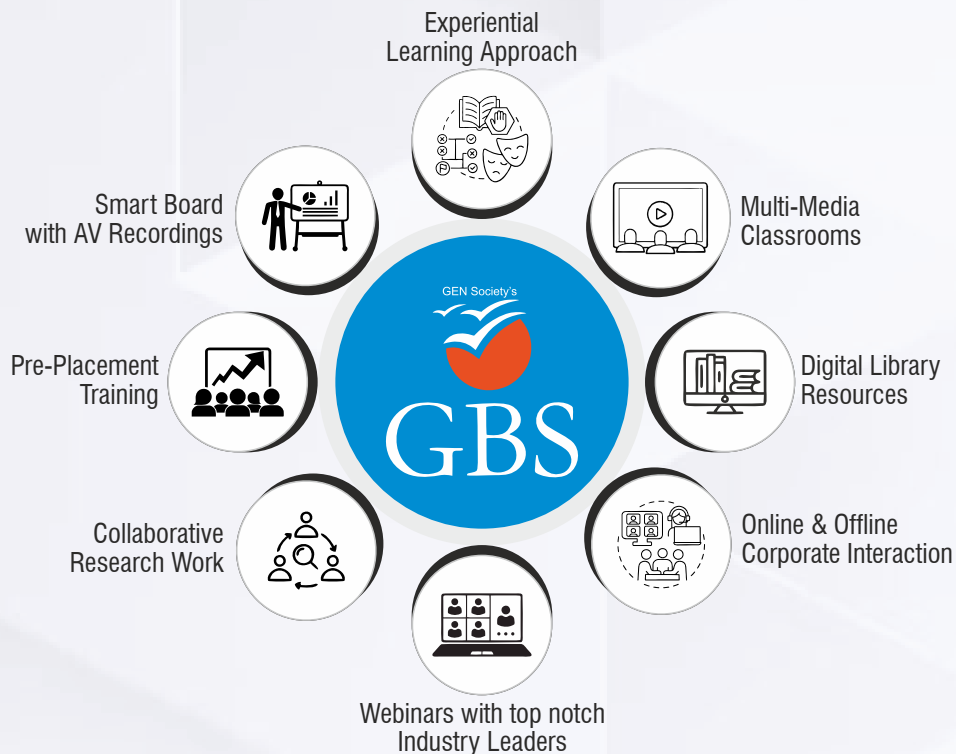 Experiential
Learning Approach
Smart Board
with AV Recordings
Multi-Media
Classrooms
GEN Society's
GBS
Pre-Placement
Training
Digital Library
Resources
Collaborative
Research Work
Online & Offline
Corporate Interaction
Webinars with top notch
Industry Leaders